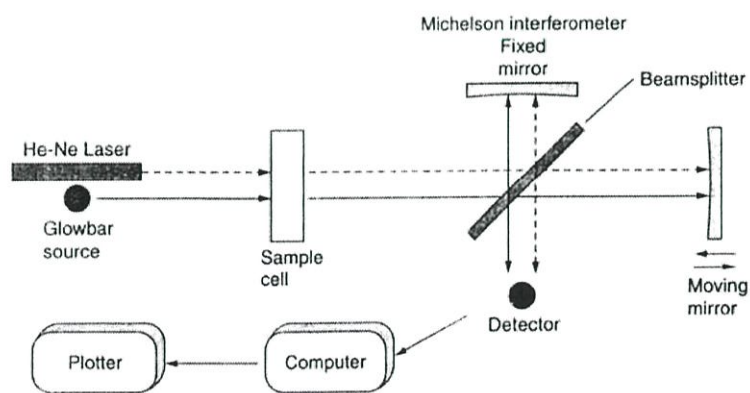 Michelson interferometer
Fixed
mirror
Beamsplitter
He-Ne Laser
Glowbar
source
Sample
cell
Moving
mirror
Detector
Computer
Plotter